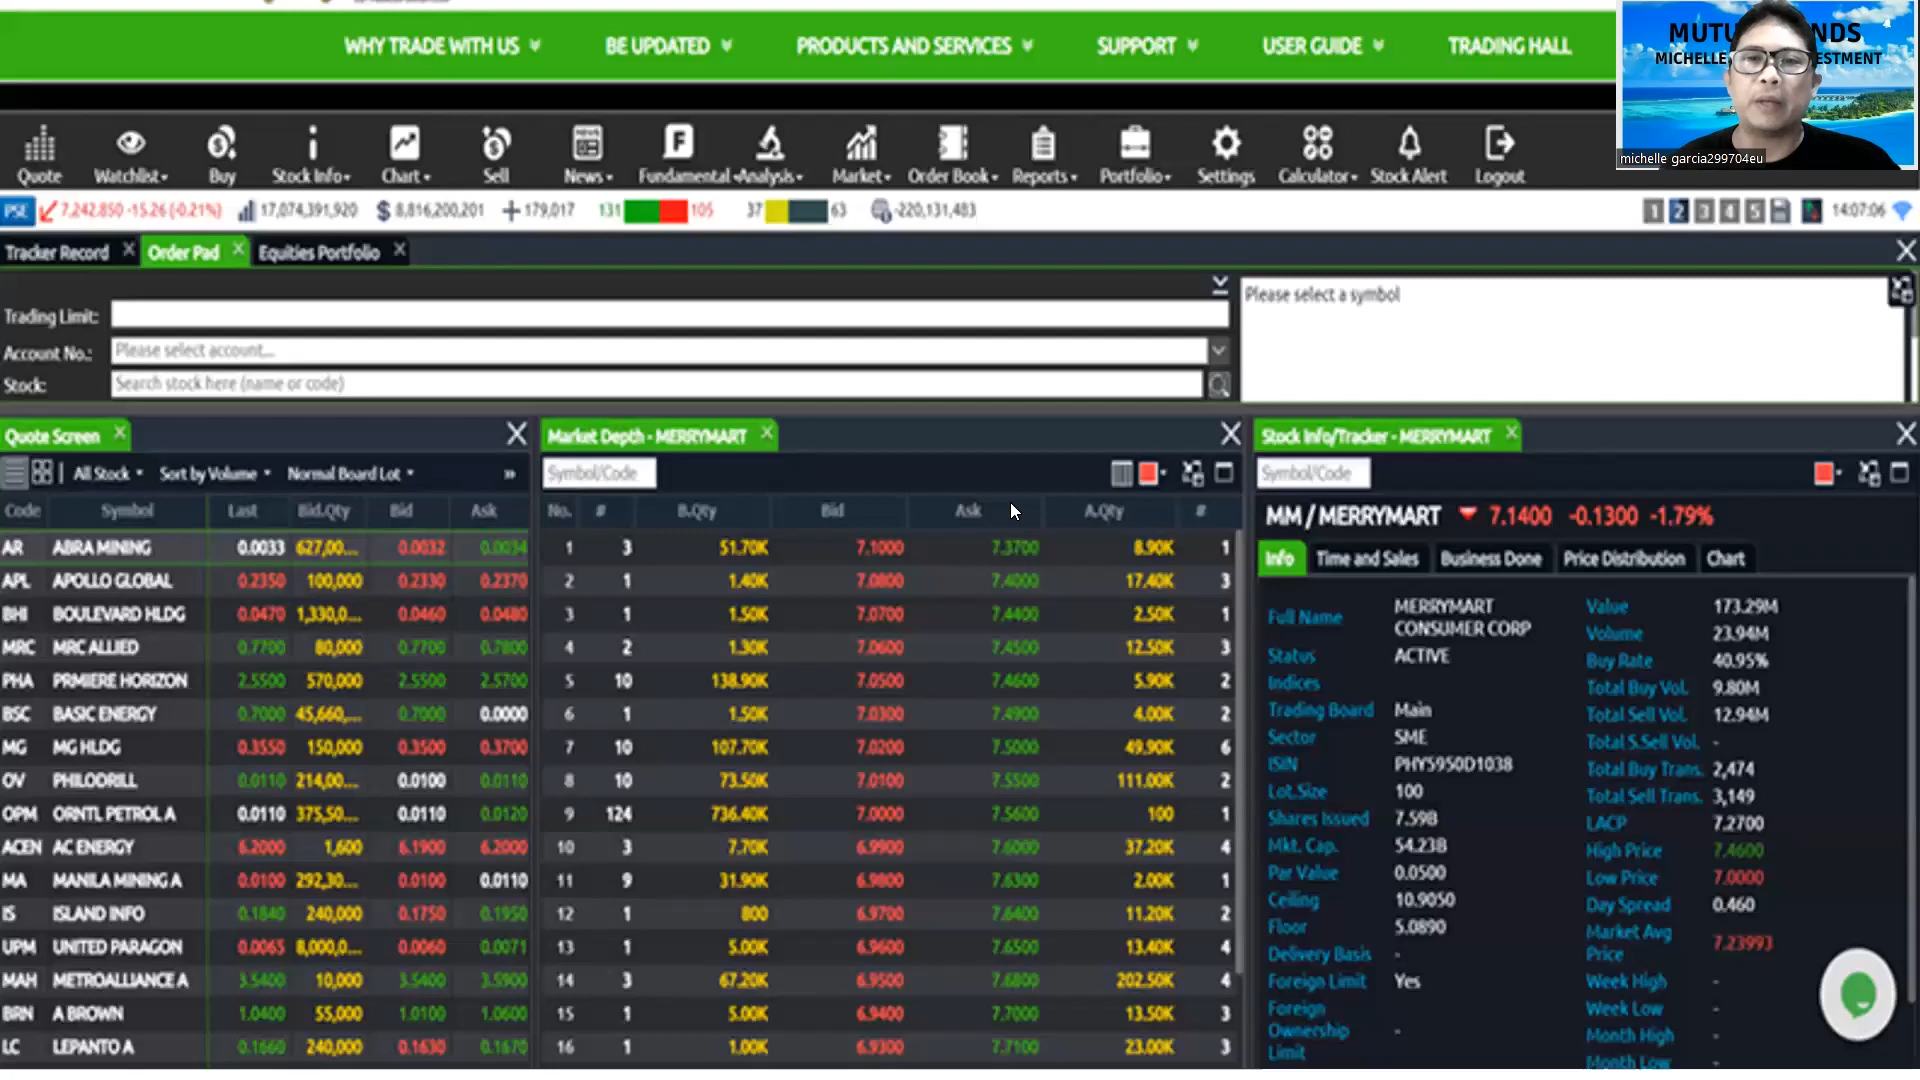 WHY TRADE WITH US BE UPDATED PRODUCTS AND SERVICES SUPPORT USER GUIDE TRADING HALL
MUTU NDS
MICHELLE ESTMENT
michelle garcia299704eu
Quote Watchlist Buy Stock Info Chart Sell News Fundamental Analysis Market Order Book Reports Portfolio Settings Calculator Stock Alert Logout
PSE 7,242.850 -15.26 (-0.21%) 17,074,391,920 $ 8,816,200,201 179,017 131 105 37 63 -220,131,483 1 2 3 4 5 14:07:06
Tracker Record X Order Pad X Equities Portfolio X
Trading Limit:
Account No.: Please select account...
Stock: Search stock here (name or code)
Please select a symbol
Quote Screen X
All Stock Sort by Volume Normal Board Lot »
Code Symbol Last Bid.Qty Bid Ask
AR ABRA MINING 0.0033 627,00... 0.0032 0.0034
APL APOLLO GLOBAL 0.2350 100,000 0.2330 0.2370
BHI BOULEVARD HLDG 0.0470 1,330,0... 0.0460 0.0480
MRC MRC ALLIED 0.7700 80,000 0.7700 0.7800
PHA PRMIERE HORIZON 2.5500 570,000 2.5500 2.5700
BSC BASIC ENERGY 0.7000 45,660,... 0.7000 0.0000
MG MG HLDG 0.3550 150,000 0.3500 0.3700
OV PHILODRILL 0.0110 214,00... 0.0100 0.0110
OPM ORNTL PETROL A 0.0110 375,50... 0.0110 0.0120
ACEN AC ENERGY 6.2000 1,600 6.1900 6.2000
MA MANILA MINING A 0.0100 292,30... 0.0100 0.0110
IS ISLAND INFO 0.1840 240,000 0.1750 0.1950
UPM UNITED PARAGON 0.0065 8,000,0... 0.0060 0.0071
MAH METROALLIANCE A 3.5400 10,000 3.5400 3.5900
BRN A BROWN 1.0400 55,000 1.0100 1.0600
LC LEPANTO A 0.1660 240,000 0.1630 0.1670
Market Depth - MERRYMART X
Symbol/Code
No. # B.Qty Bid Ask A.Qty #
1 3 51.70K 7.1000 7.3700 8.90K 1
2 1 1.40K 7.0800 7.4000 17.40K 3
3 1 1.50K 7.0700 7.4400 2.50K 1
4 2 1.30K 7.0600 7.4500 12.50K 3
5 10 138.90K 7.0500 7.4600 5.90K 2
6 1 1.50K 7.0300 7.4900 4.00K 2
7 10 107.70K 7.0200 7.5000 49.90K 6
8 10 73.50K 7.0100 7.5500 111.00K 2
9 124 736.40K 7.0000 7.5600 100 1
10 3 7.70K 6.9900 7.6000 37.20K 4
11 9 31.90K 6.9800 7.6300 2.00K 1
12 1 800 6.9700 7.6400 11.20K 2
13 1 5.00K 6.9600 7.6500 13.40K 4
14 3 67.20K 6.9500 7.6800 202.50K 4
15 1 5.00K 6.9400 7.7000 13.50K 3
16 1 1.00K 6.9300 7.7100 23.00K 3
Stock Info/Tracker - MERRYMART X
Symbol/Code
MM / MERRYMART 7.1400 -0.1300 -1.79%
Info Time and Sales Business Done Price Distribution Chart
Full Name MERRYMART CONSUMER CORP
Status ACTIVE
Indices
Trading Board Main
Sector SME
ISIN PHY5950D1038
Lot.Size 100
Shares Issued 7.59B
Mkt. Cap. 54.23B
Par Value 0.0500
Ceiling 10.9050
Floor 5.0890
Delivery Basis -
Foreign Limit Yes
Foreign Ownership Limit -
Value 173.29M
Volume 23.94M
Buy Rate 40.95%
Total Buy Vol. 9.80M
Total Sell Vol. 12.94M
Total S.Sell Vol. -
Total Buy Trans. 2,474
Total Sell Trans. 3,149
LACP 7.2700
High Price 7.4600
Low Price 7.0000
Day Spread 0.460
Market Avg Price 7.23993
Week High -
Week Low -
Month High -
Month Low -